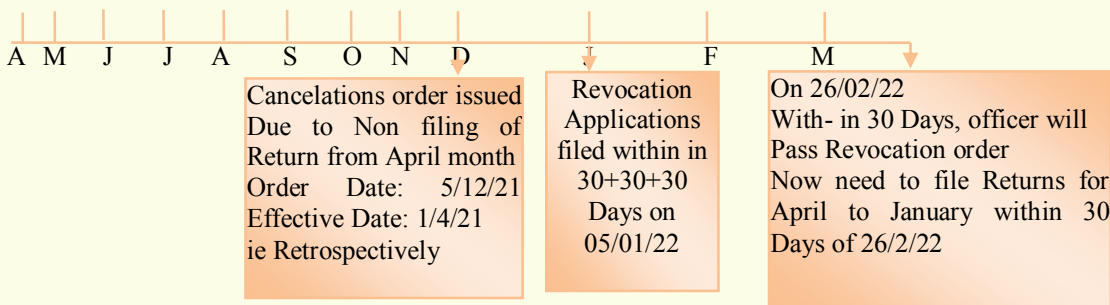 A M J J A S O N D J F M
Cancelations order issued
Due to Non filing of
Return from April month
Order Date: 5/12/21
Effective Date: 1/4/21
ie Retrospectively
Revocation
Applications
filed within in
30+30+30
Days on
05/01/22
On 26/02/22
With- in 30 Days, officer will
Pass Revocation order
Now need to file Returns for
April to January within 30
Days of 26/2/22